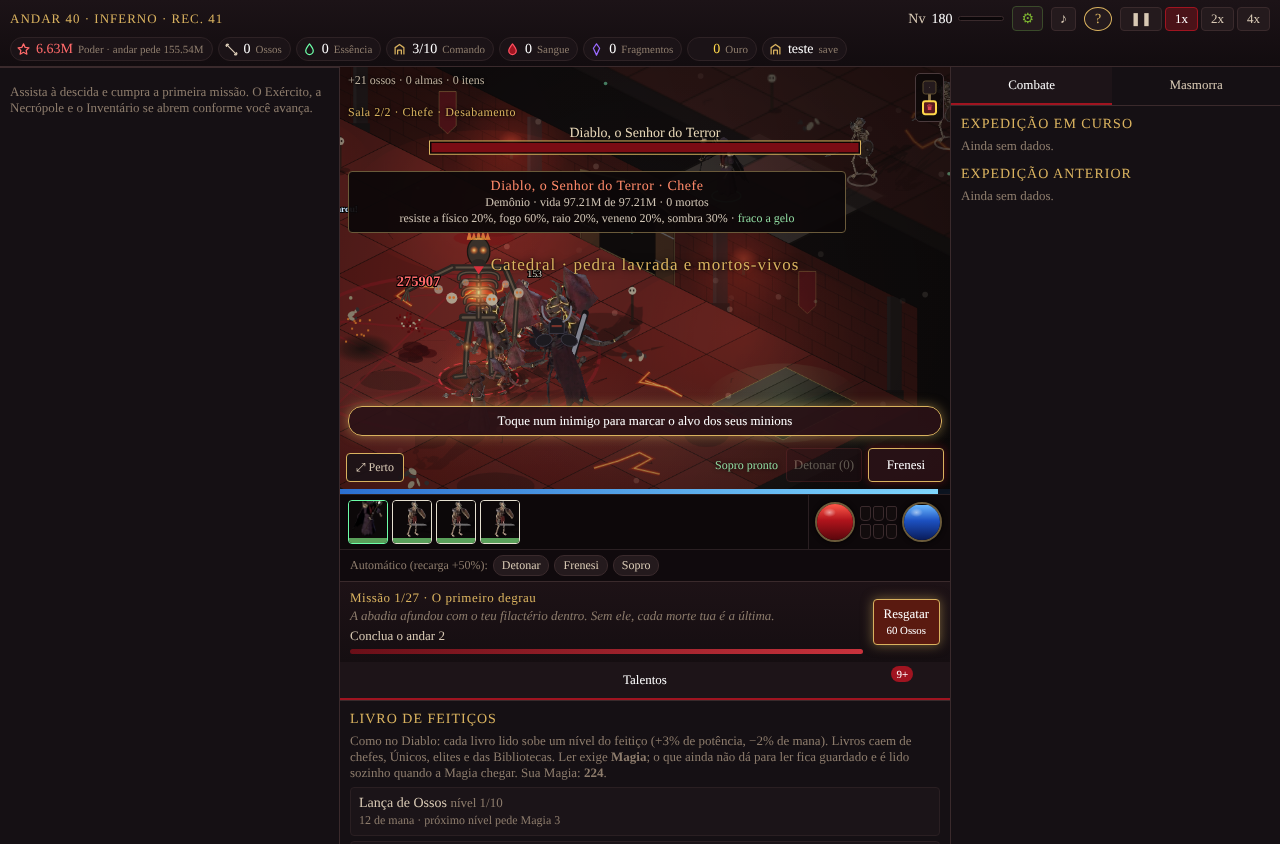 ANDAR 40 · INFERNO · REC. 41
Nv 180
?
1x
2x
4x
6.63M Poder · andar pede 155.54M
0 Ossos
0 Essência
3/10 Comando
0 Sangue
0 Fragmentos
0 Ouro
teste save
Assista à descida e cumpra a primeira missão. O Exército, a
Necrópole e o Inventário se abrem conforme você avança.
+21 ossos · 0 almas · 0 itens
Sala 2/2 · Chefe · Desabamento
Diablo, o Senhor do Terror
Diablo, o Senhor do Terror · Chefe
Demônio · vida 97.21M de 97.21M · 0 mortos
resiste a físico 20%, fogo 60%, raio 20%, veneno 20%, sombra 30% · fraco a gelo
Catedral · pedra lavrada e mortos-vivos
275907
153
Toque num inimigo para marcar o alvo dos seus minions
Perto
Sopro pronto
Detonar (0)
Frenesi
Automático (recarga +50%):
Detonar
Frenesi
Sopro
Missão 1/27 · O primeiro degrau
A abadia afundou com o teu filactério dentro. Sem ele, cada morte tua é a última.
Conclua o andar 2
Resgatar
60 Ossos
Talentos
9+
LIVRO DE FEITIÇOS
Como no Diablo: cada livro lido sobe um nível do feitiço (+3% de potência, −2% de mana). Livros caem de
chefes, Únicos, elites e das Bibliotecas. Ler exige Magia; o que ainda não dá para ler fica guardado e é lido
sozinho quando a Magia chegar. Sua Magia: 224.
Lança de Ossos nível 1/10
12 de mana · próximo nível pede Magia 3
Combate
Masmorra
EXPEDIÇÃO EM CURSO
Ainda sem dados.
EXPEDIÇÃO ANTERIOR
Ainda sem dados.